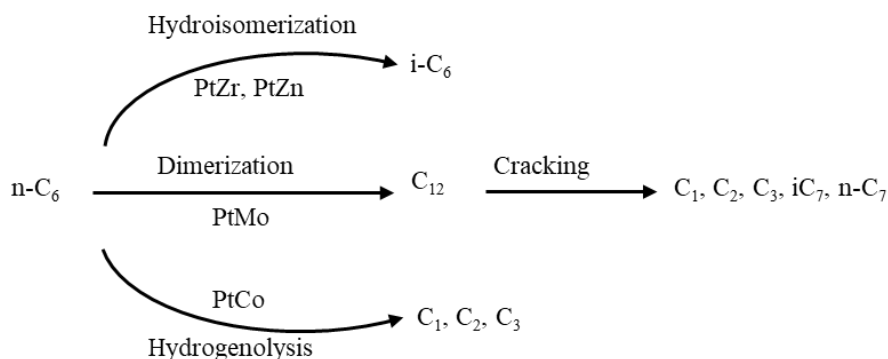 Hydroisomerization
i-C₆
PtZr, PtZn
Dimerization
Cracking
n-C₆
C₁₂
C₁, C₂, C₃, iC₇, n-C₇
PtMo
PtCo
C₁, C₂, C₃
Hydrogenolysis